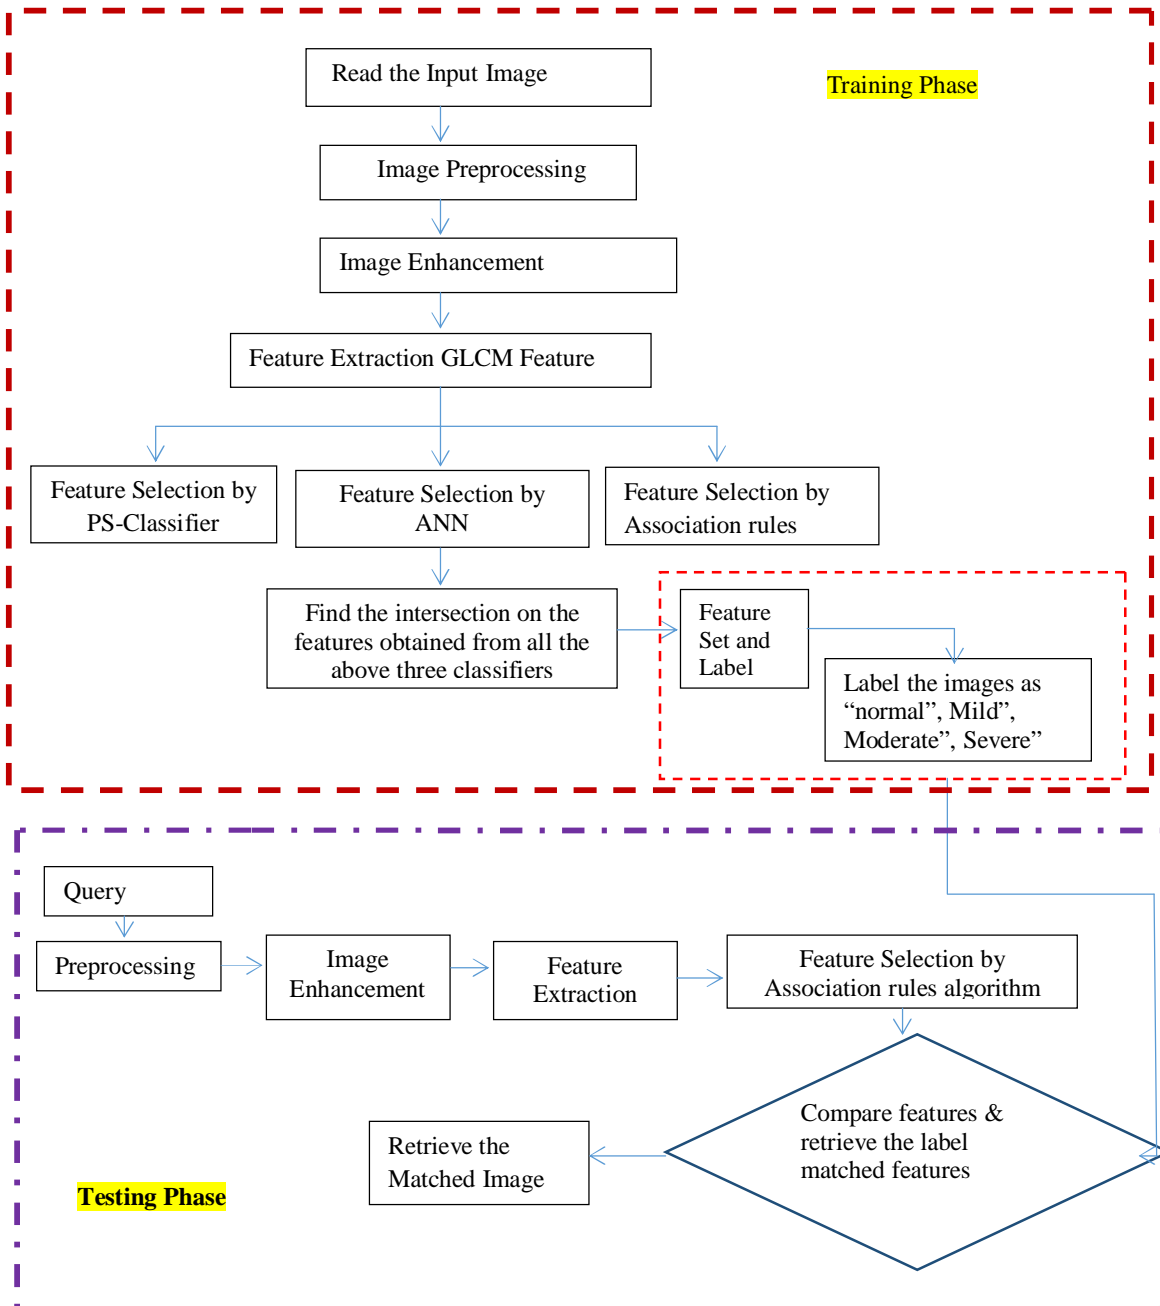 Read the Input Image
Training Phase
Image Preprocessing
Image Enhancement
Feature Extraction GLCM Feature
Feature Selection by
PS-Classifier
Feature Selection by
ANN
Feature Selection by
Association rules
Find the intersection on the
features obtained from all the
above three classifiers
Feature
Set and
Label
Label the images as
“normal”, Mild”,
Moderate”, Severe”
Query
Preprocessing
Image
Enhancement
Feature
Extraction
Feature Selection by
Association rules algorithm
Compare features &
retrieve the label
matched features
Retrieve the
Matched Image
Testing Phase